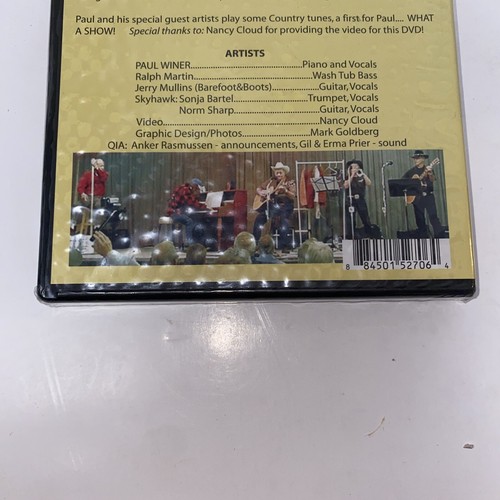 Paul and his special guest artists play some Country tunes, a first for Paul.... WHAT
A SHOW! Special thanks to: Nancy Cloud for providing the video for this DVD!
ARTISTS
PAUL WINER......................................Piano and Vocals
Ralph Martin........................................Wash Tub Bass
Jerry Mullins (Barefoot&Boots)................Guitar, Vocals
Skyhawk: Sonja Bartel.........................Trumpet, Vocals
Norm Sharp.............................Guitar, Vocals
Video.....................................................Nancy Cloud
Graphic Design/Photos.......................Mark Goldberg
QIA: Anker Rasmussen - announcements, Gil & Erma Prier - sound
8 84501 52706 4